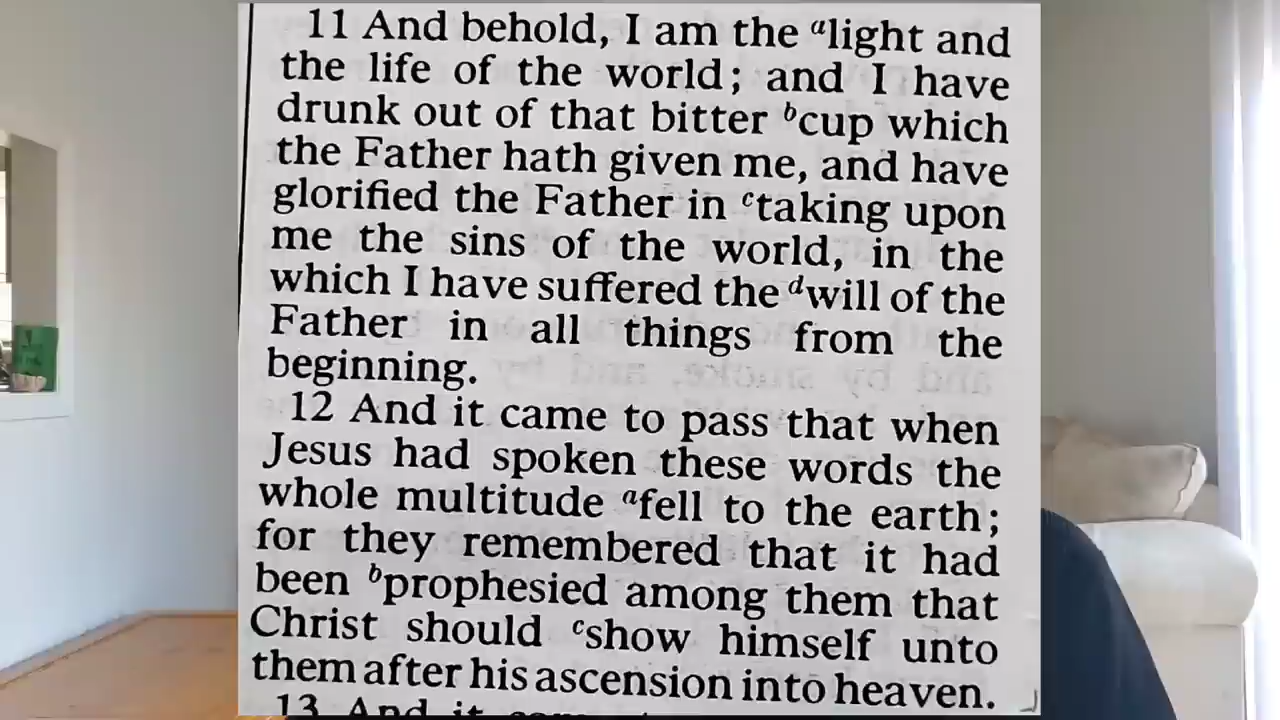 11 And behold, I am the ᵃlight and
the life of the world; and I have
drunk out of that bitter ᵇcup which
the Father hath given me, and have
glorified the Father in ᶜtaking upon
me the sins of the world, in the
which I have suffered the ᵈwill of the
Father in all things from the
beginning.
12 And it came to pass that when
Jesus had spoken these words the
whole multitude ᵃfell to the earth;
for they remembered that it had
been ᵇprophesied among them that
Christ should ᶜshow himself unto
them after his ascension into heaven.
13 And it